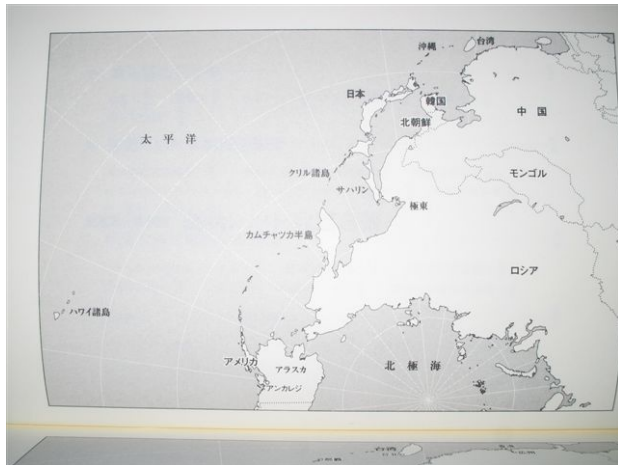 沖縄
台湾
日本
韓国
中国
北朝鮮
太平洋
クリル諸島
モンゴル
サハリン
極東
カムチャツカ半島
ロシア
ハワイ諸島
アメリカ
アラスカ
北極海
アンカレジ
台湾